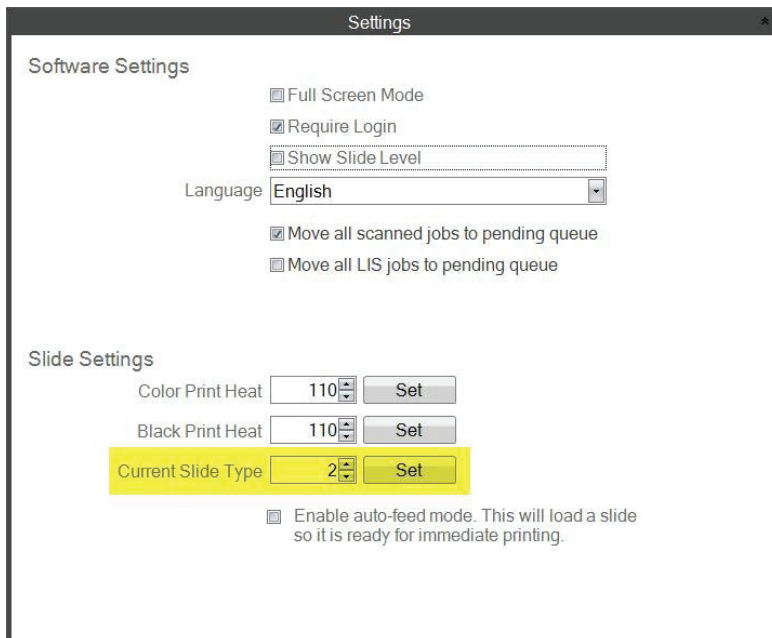 Settings
Software Settings
Full Screen Mode
Require Login
Show Slide Level
Language English
Move all scanned jobs to pending queue
Move all LIS jobs to pending queue
Slide Settings
Color Print Heat 110 Set
Black Print Heat 110 Set
Current Slide Type 2 Set
Enable auto-feed mode. This will load a slide
so it is ready for immediate printing.